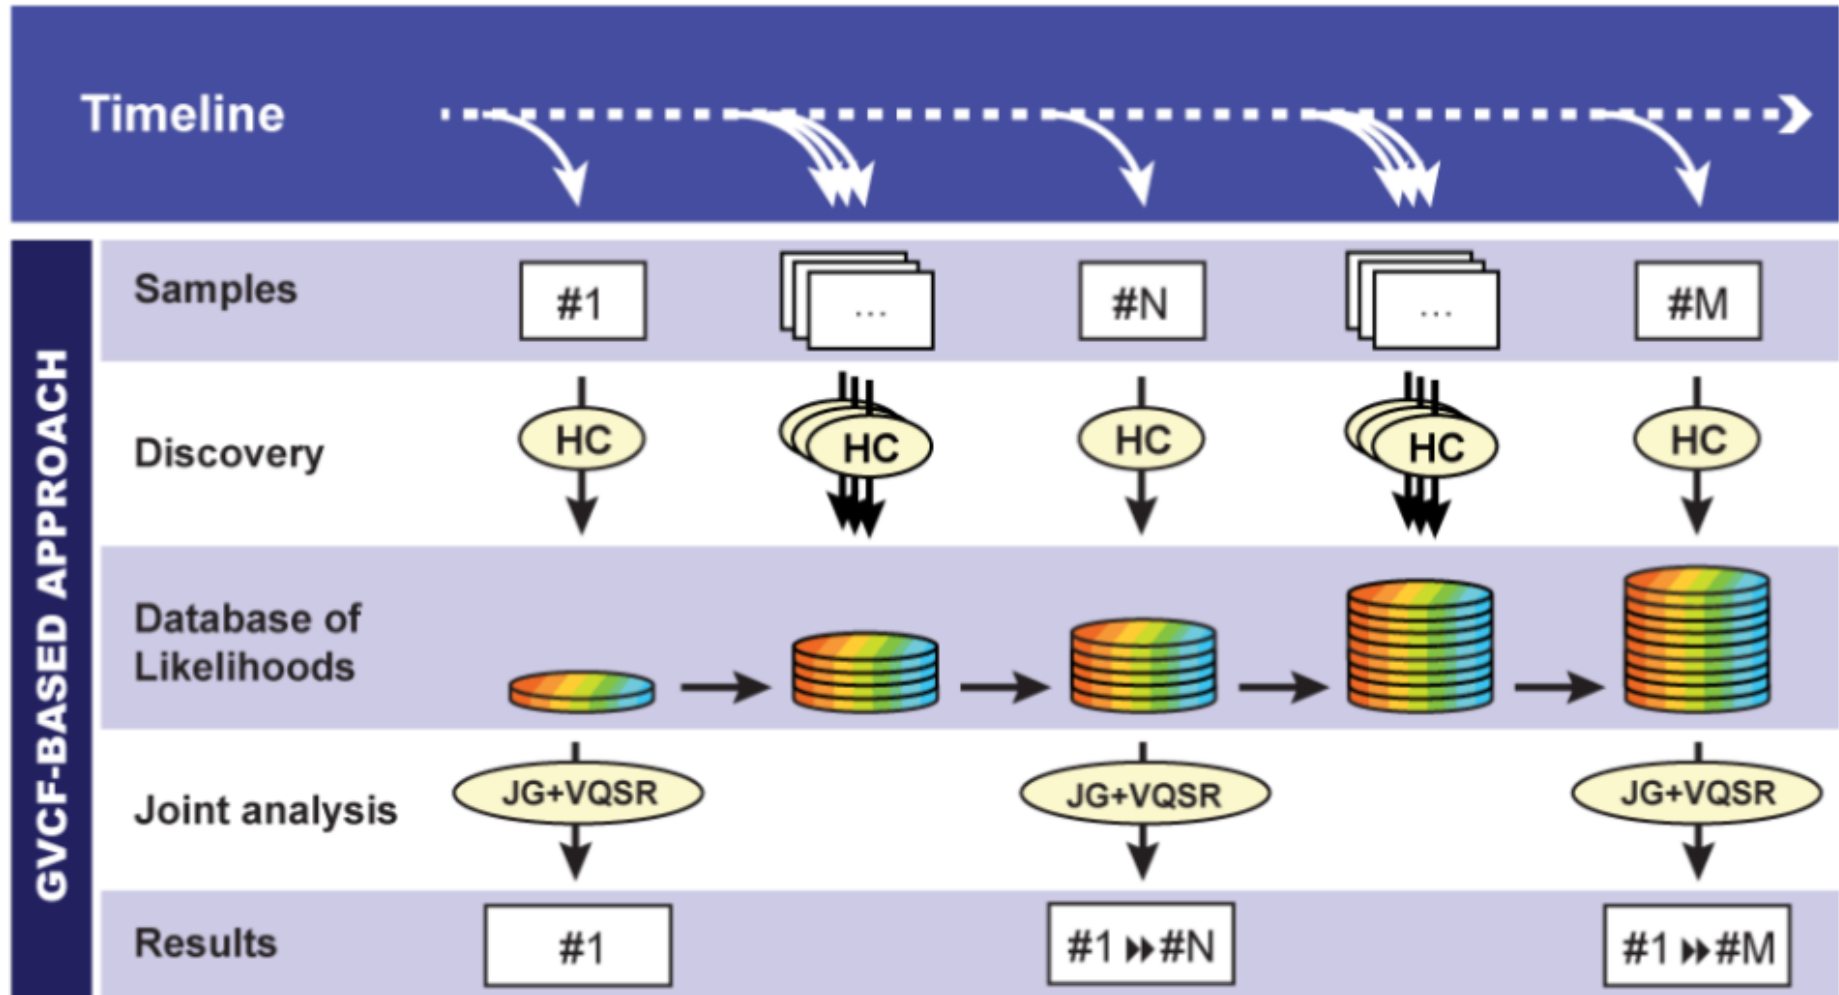 Timeline
GVCF-BASED APPROACH
Samples
#1
...
#N
...
#M
Discovery
HC
HC
HC
HC
HC
Database of
Likelihoods
Joint analysis
JG+VQSR
JG+VQSR
JG+VQSR
Results
#1
#1 ▸▸ #N
#1 ▸▸ #M